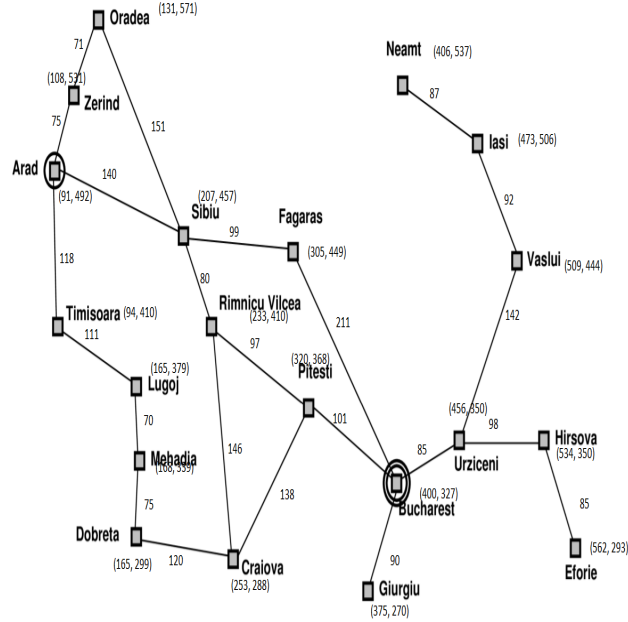 Oradea (131, 571)
Neamt (406, 537)
71
(108, 531)
87
Zerind
75
151
Iasi (473, 506)
Arad
140
(91, 492)
92
(207, 457)
Sibiu
Fagaras
99
(305, 449)
Vaslui (509, 444)
118
80
Timisoara (94, 410)
Rimnicu Vilcea
(233, 410)
142
211
111
97
(320, 368)
Pitesti
(165, 379)
Lugoj
(456, 350)
70
101
98
Hirsova
(534, 350)
146
85
Urziceni
Mehadia
(168, 339)
138
(400, 327)
Bucharest
75
85
Dobreta
120
90
(562, 293)
Eforie
(165, 299)
Craiova
(253, 288)
Giurgiu
(375, 270)